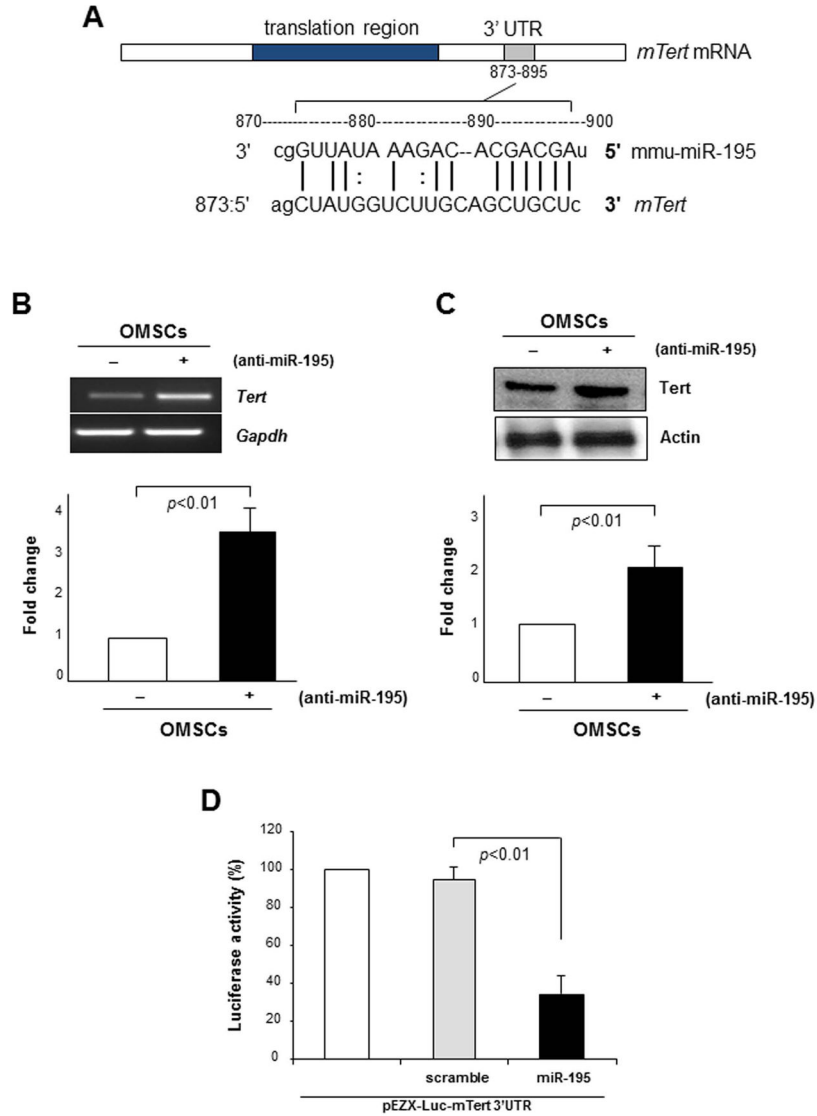 A
translation region
3' UTR
mTert mRNA
873-895
870------------880------------890-------------900
3' cgGUUAUA AAGAC--ACGACGAu 5' mmu-miR-195
873:5' agCUAUGGUCUUGCAGCUGCUc 3' mTert
B
OMSCs
– + (anti-miR-195)
Tert
Gapdh
Fold change
4
3
2
1
0
p<0.01
– + (anti-miR-195)
OMSCs
C
OMSCs
– + (anti-miR-195)
Tert
Actin
Fold change
3
2
1
0
p<0.01
– + (anti-miR-195)
OMSCs
D
Luciferase activity (%)
120
100
80
60
40
20
0
p<0.01
scramble miR-195
pEZX-Luc-mTert 3'UTR